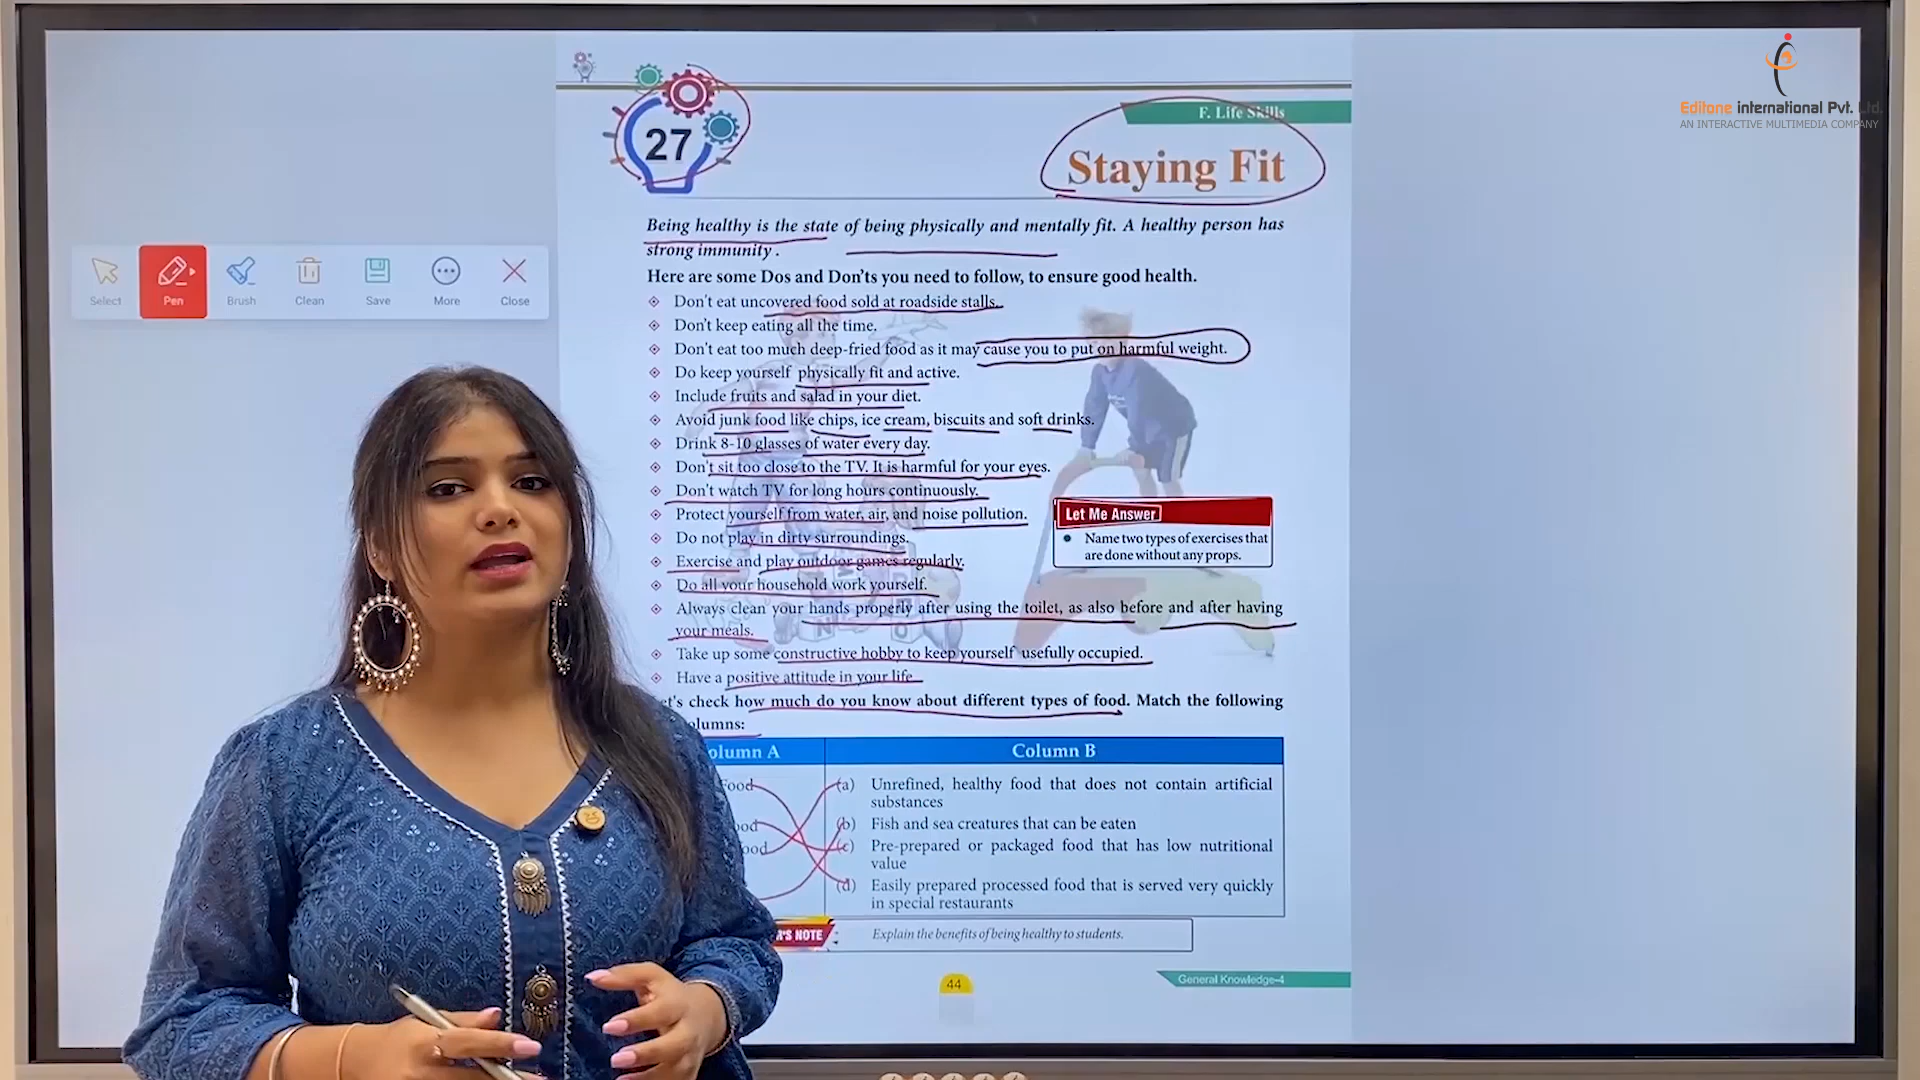 Editone international Pvt. Ltd.
AN INTERACTIVE MULTIMEDIA COMPANY
27
F. Life Skills
Staying Fit
Being healthy is the state of being physically and mentally fit. A healthy person has
strong immunity .
Here are some Dos and Don'ts you need to follow, to ensure good health.
Don't eat uncovered food sold at roadside stalls.
Don't keep eating all the time.
Don't eat too much deep-fried food as it may cause you to put on harmful weight.
Do keep yourself physically fit and active.
Include fruits and salad in your diet.
Avoid junk food like chips, ice cream, biscuits and soft drinks.
Drink 8-10 glasses of water every day.
Don't sit too close to the TV. It is harmful for your eyes.
Don't watch TV for long hours continuously.
Protect yourself from water, air, and noise pollution.
Do not play in dirty surroundings.
Exercise and play outdoor games regularly.
Do all your household work yourself.
Always clean your hands properly after using the toilet, as also before and after having
your meals.
Take up some constructive hobby to keep yourself usefully occupied.
Have a positive attitude in your life.
Let Me Answer
Name two types of exercises that
are done without any props.
et's check how much do you know about different types of food. Match the following
lumns:
olumn A
Column B
Food
ood
ood
(a) Unrefined, healthy food that does not contain artificial
substances
(b) Fish and sea creatures that can be eaten
(c) Pre-prepared or packaged food that has low nutritional
value
(d) Easily prepared processed food that is served very quickly
in special restaurants
R'S NOTE
Explain the benefits of being healthy to students.
44
General Knowledge-4
Select
Pen
Brush
Clean
Save
More
Close